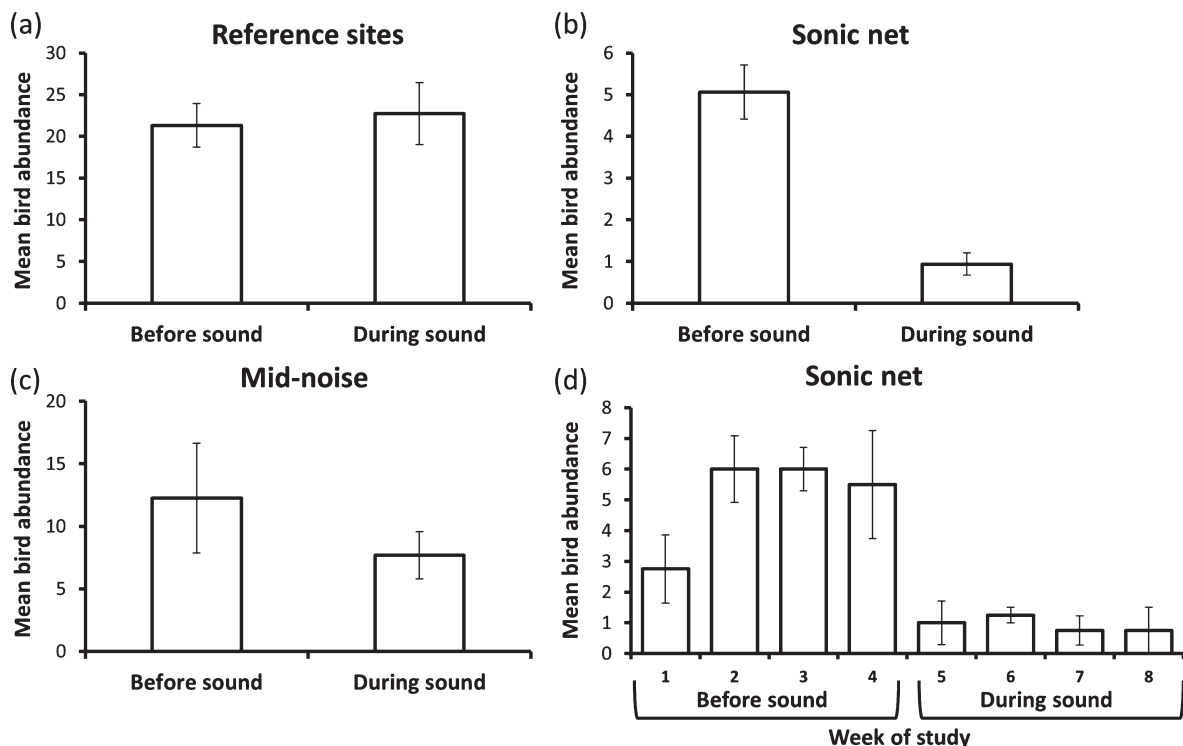 (a)
Reference sites
Mean bird abundance
30
25
20
15
10
5
0
Before sound
During sound
(b)
Sonic net
Mean bird abundance
6
5
4
3
2
1
0
Before sound
During sound
(c)
Mid-noise
Mean bird abundance
20
15
10
5
0
Before sound
During sound
(d)
Sonic net
Mean bird abundance
8
7
6
5
4
3
2
1
0
1 2 3 4 5 6 7 8
Before sound
During sound
Week of study